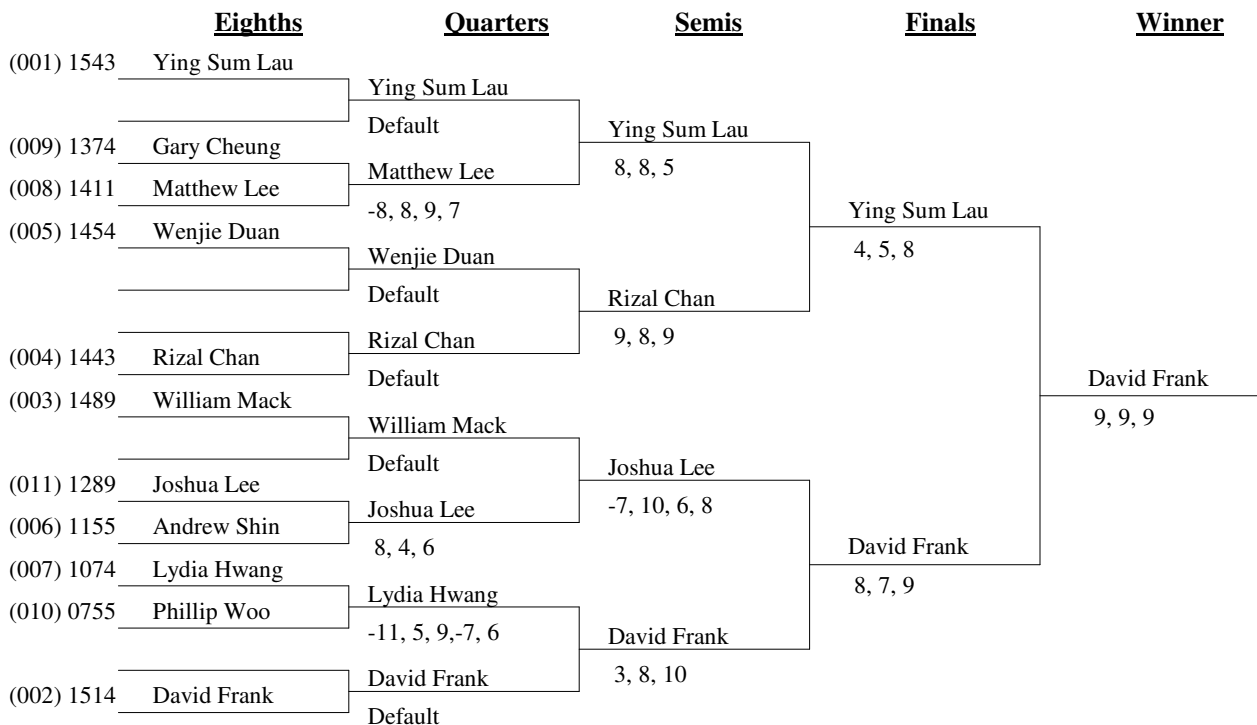 Eighths Quarters Semis Finals Winner
(001) 1543 Ying Sum Lau
Ying Sum Lau
Default
Ying Sum Lau
8, 8, 5
(009) 1374 Gary Cheung
(008) 1411 Matthew Lee
Matthew Lee
-8, 8, 9, 7
Ying Sum Lau
4, 5, 8
(005) 1454 Wenjie Duan
Wenjie Duan
Default
Rizal Chan
9, 8, 9
Rizal Chan
Default
(004) 1443 Rizal Chan
David Frank
9, 9, 9
(003) 1489 William Mack
William Mack
Default
Joshua Lee
-7, 10, 6, 8
(011) 1289 Joshua Lee
Joshua Lee
(006) 1155 Andrew Shin
8, 4, 6
David Frank
8, 7, 9
(007) 1074 Lydia Hwang
Lydia Hwang
(010) 0755 Phillip Woo
-11, 5, 9,-7, 6
David Frank
3, 8, 10
David Frank
(002) 1514 David Frank
Default